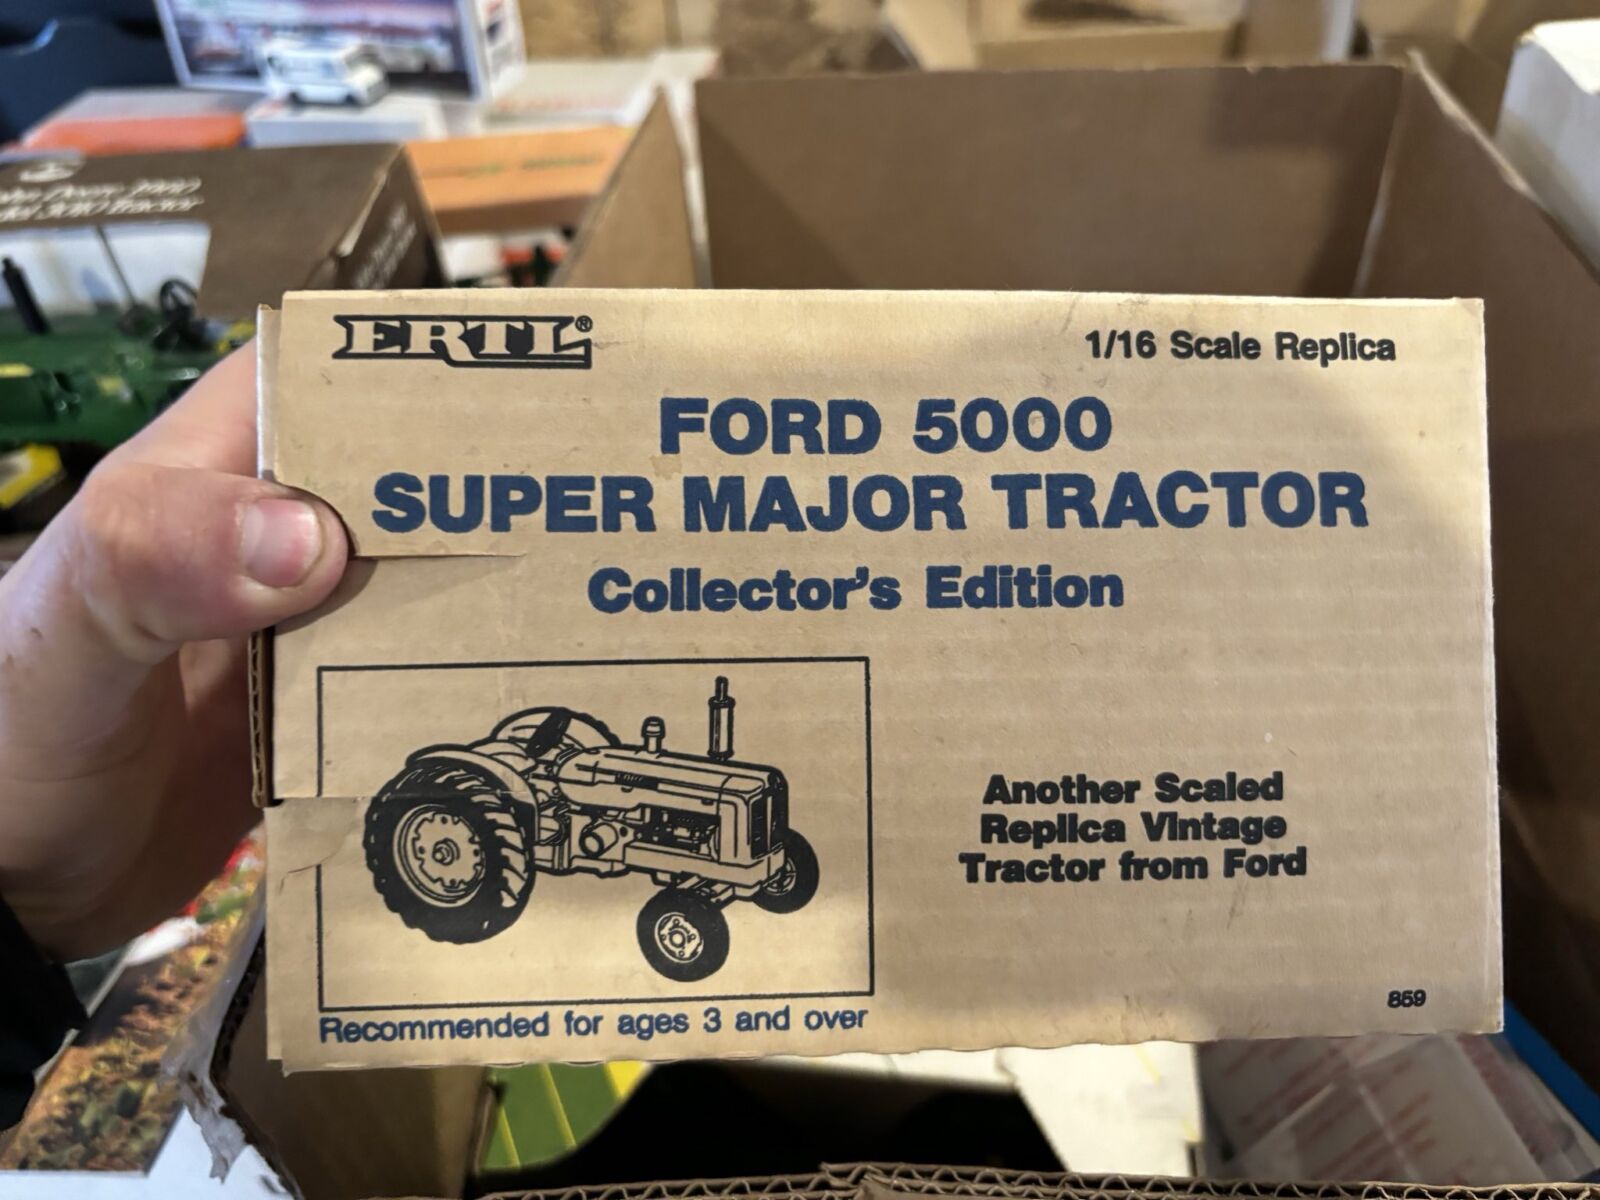 ERTL®
1/16 Scale Replica
FORD 5000
SUPER MAJOR TRACTOR
Collector's Edition
Another Scaled
Replica Vintage
Tractor from Ford
859
Recommended for ages 3 and over